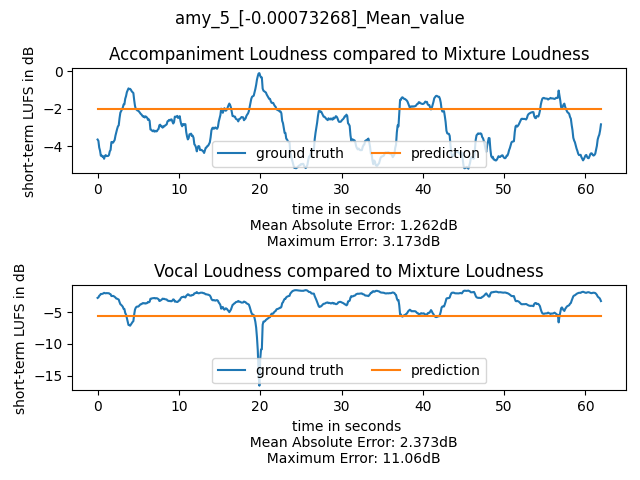 amy_5_[-0.00073268]_Mean_value
Accompaniment Loudness compared to Mixture Loudness
short-term LUFS in dB
0
−2
−4
ground truth
prediction
0 10 20 30 40 50 60
time in seconds
Mean Absolute Error: 1.262dB
Maximum Error: 3.173dB
Vocal Loudness compared to Mixture Loudness
short-term LUFS in dB
−5
−10
−15
ground truth
prediction
0 10 20 30 40 50 60
time in seconds
Mean Absolute Error: 2.373dB
Maximum Error: 11.06dB